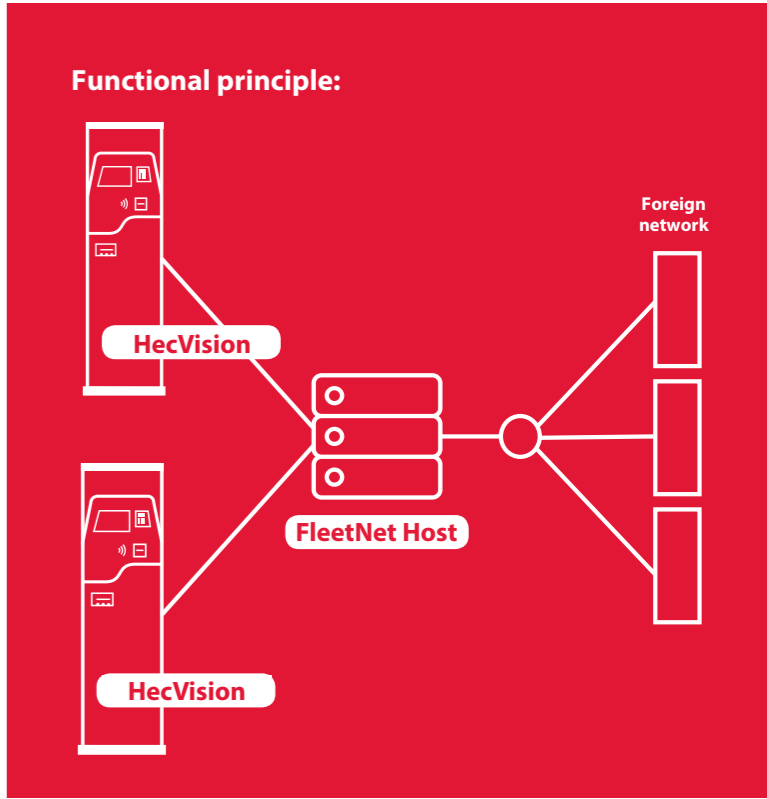 Functional principle:
Foreign
network
HecVision
FleetNet Host
HecVision